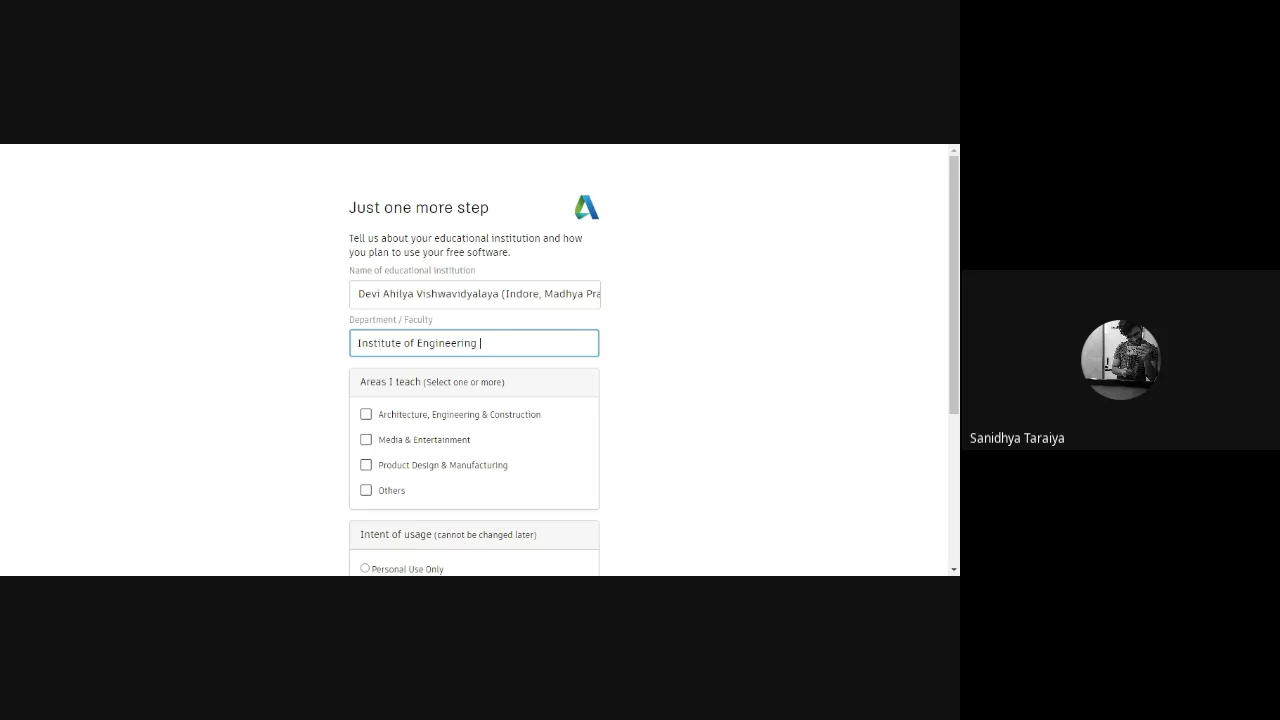 Just one more step
Tell us about your educational institution and how
you plan to use your free software.
Name of educational institution
Devi Ahilya Vishwavidyalaya (Indore, Madhya Pra
Department / Faculty
Institute of Engineering
Areas I teach (Select one or more)
Architecture, Engineering & Construction
Media & Entertainment
Product Design & Manufacturing
Others
Intent of usage (cannot be changed later)
Personal Use Only
Sanidhya Taraiya